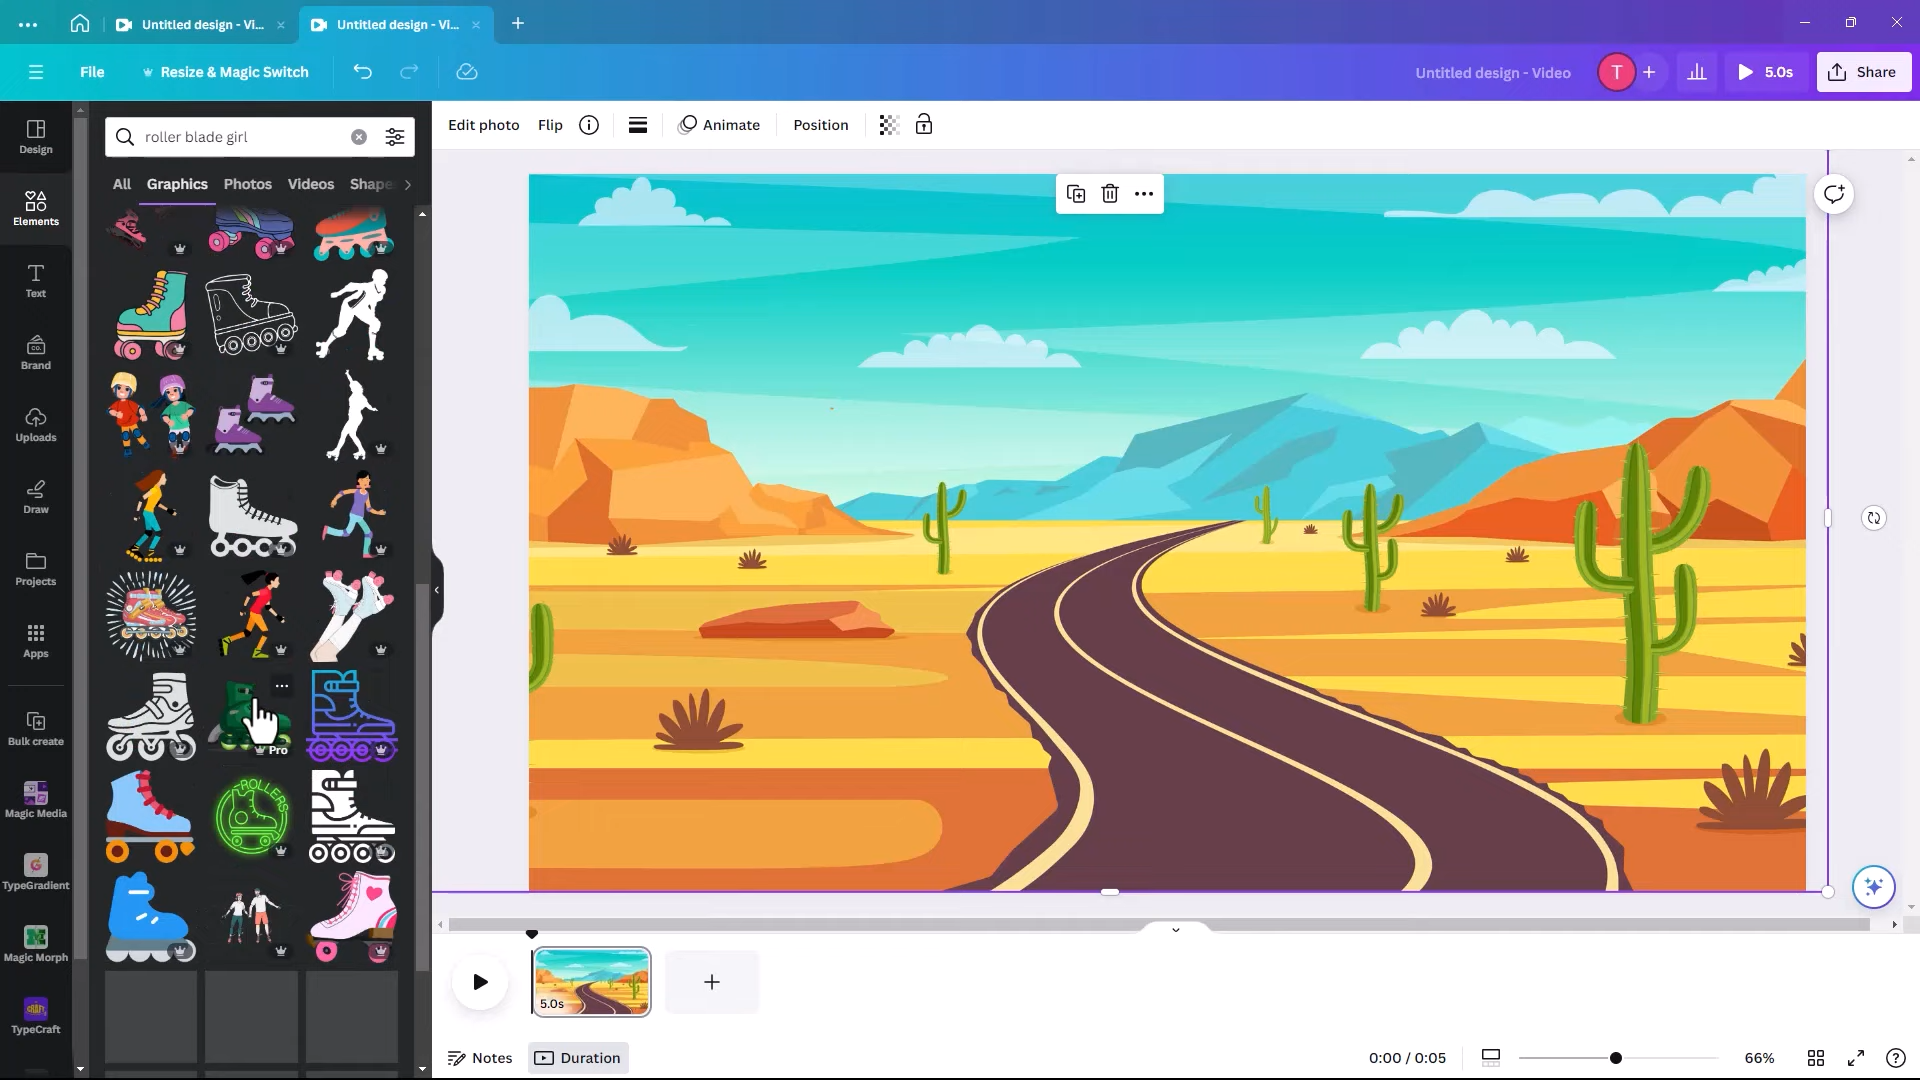 Untitled design - Vi...
Untitled design - Vi...
File
Resize & Magic Switch
Untitled design - Video
T
5.0s
Share
Design
Elements
Text
Brand
Uploads
Draw
Projects
Apps
Bulk create
Magic Media
TypeGradient
Magic Morph
TypeCraft
roller blade girl
All
Graphics
Photos
Videos
Shape
Pro
ROLLERS
Edit photo
Flip
Animate
Position
5.0s
Notes
Duration
0:00 / 0:05
66%